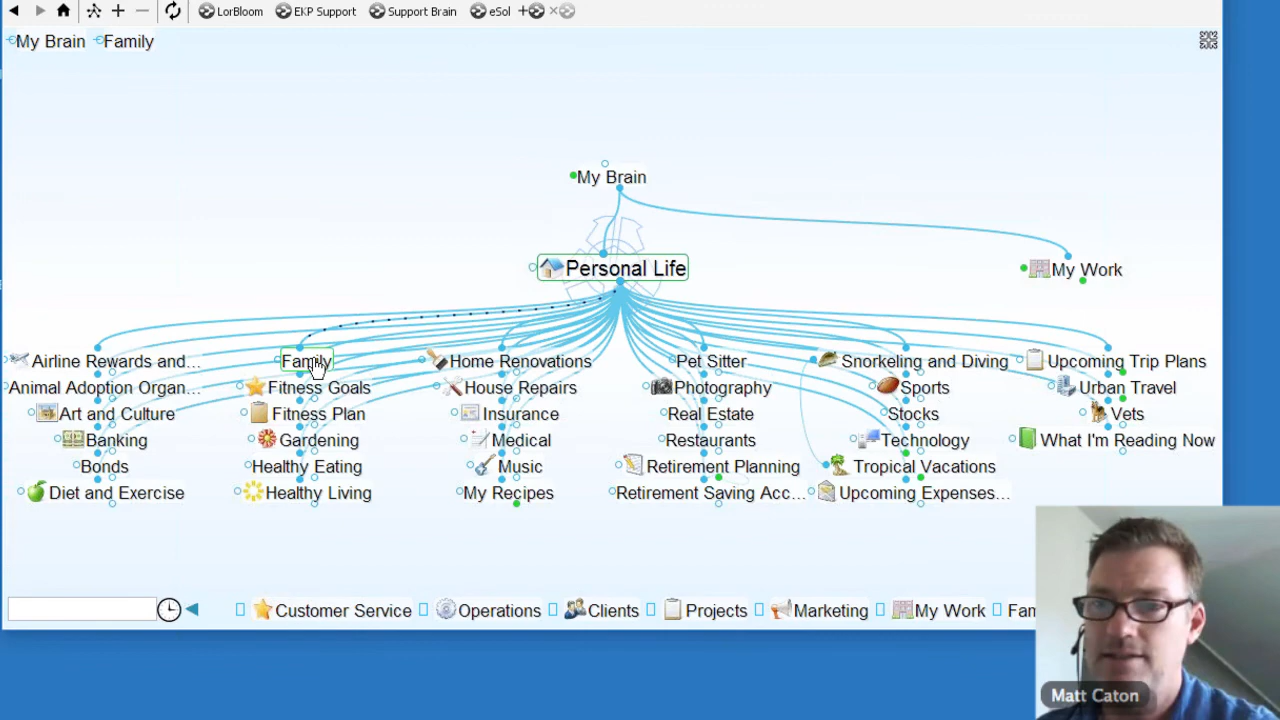 LorBloom EKP Support Support Brain eSol
My Brain Family
My Brain
Personal Life
My Work
Airline Rewards and... Family Home Renovations Pet Sitter Snorkeling and Diving Upcoming Trip Plans
Animal Adoption Organ... Fitness Goals House Repairs Photography Sports Urban Travel
Art and Culture Fitness Plan Insurance Real Estate Stocks Vets
Banking Gardening Medical Restaurants Technology What I'm Reading Now
Bonds Healthy Eating Music Retirement Planning Tropical Vacations
Diet and Exercise Healthy Living My Recipes Retirement Saving Acc... Upcoming Expenses...
Customer Service Operations Clients Projects Marketing My Work Fam
Matt Caton